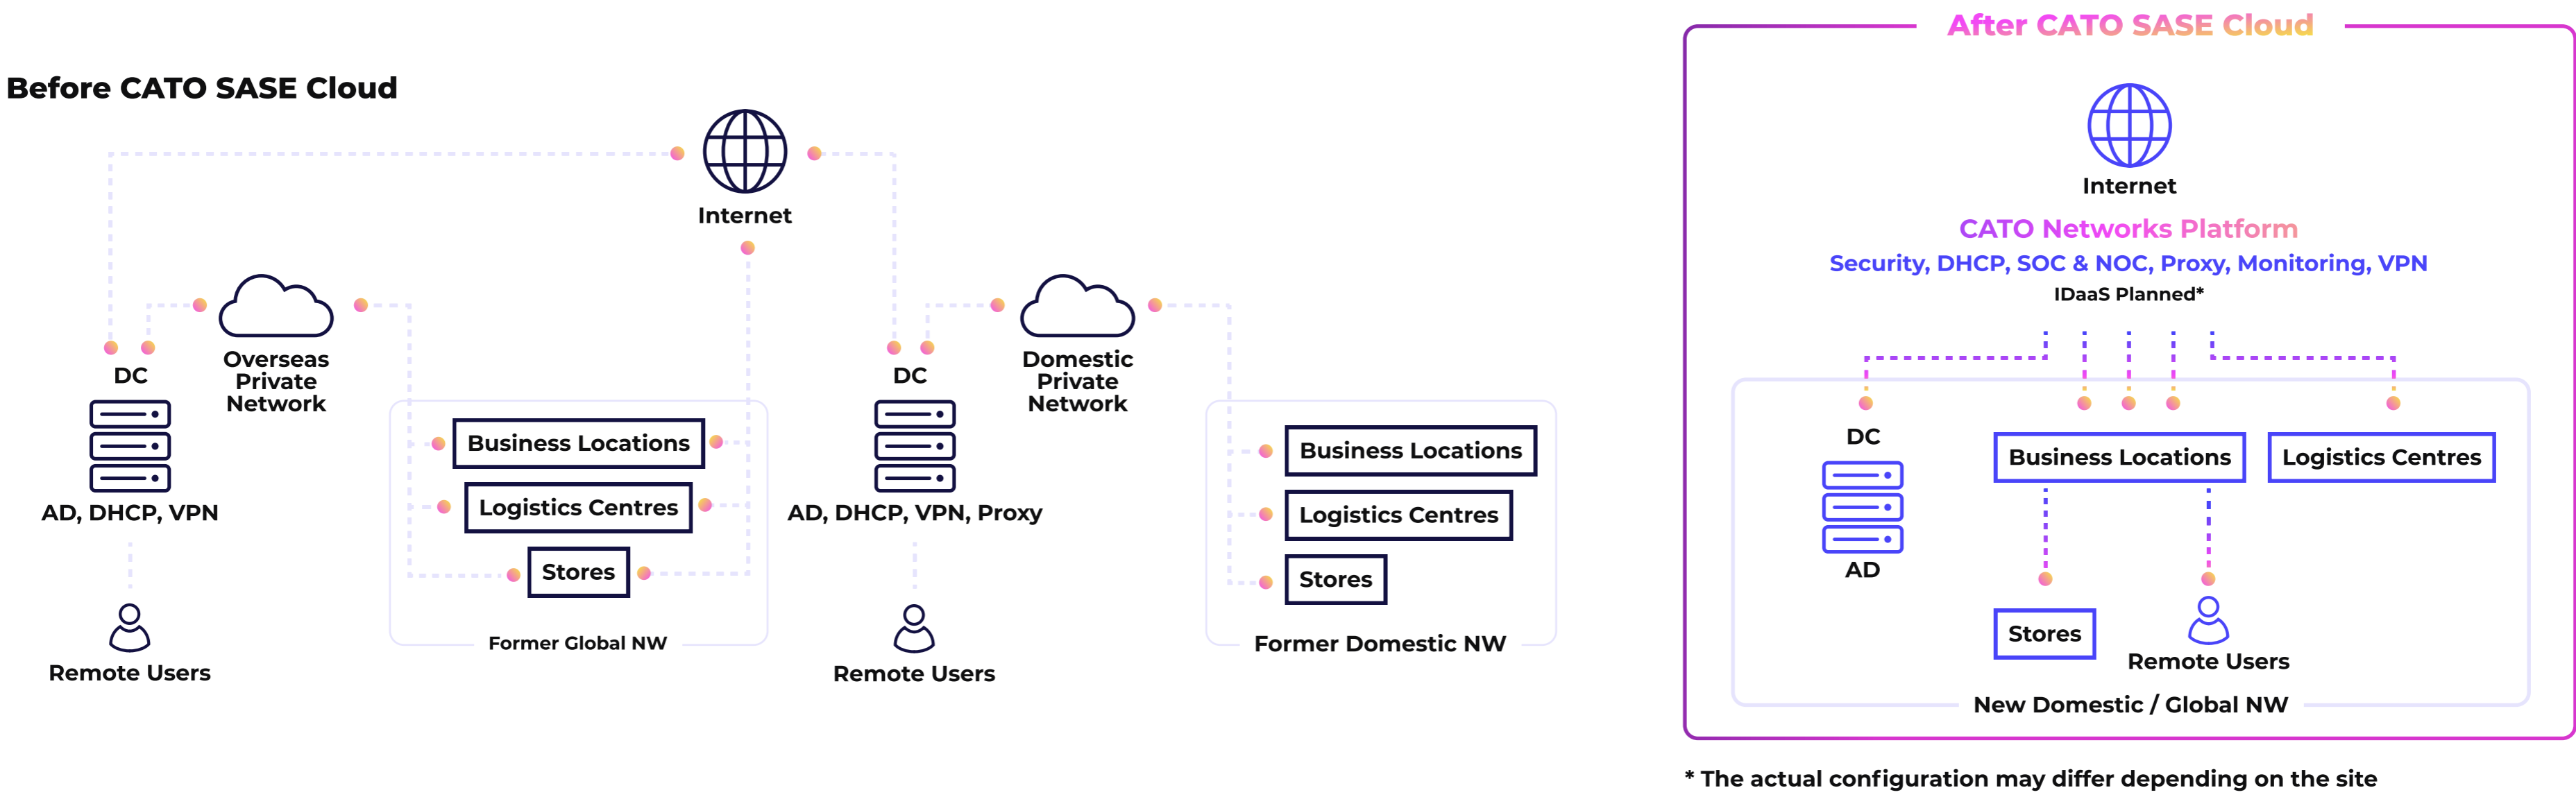 Before CATO SASE Cloud
Internet
Overseas
Private
Network
DC
AD, DHCP, VPN
Remote Users
Business Locations
Logistics Centres
Stores
Former Global NW
Domestic
Private
Network
DC
AD, DHCP, VPN, Proxy
Remote Users
Business Locations
Logistics Centres
Stores
Former Domestic NW
After CATO SASE Cloud
Internet
CATO Networks Platform
Security, DHCP, SOC & NOC, Proxy, Monitoring, VPN
IDaaS Planned*
DC
AD
Business Locations
Logistics Centres
Stores
Remote Users
New Domestic / Global NW
* The actual configuration may differ depending on the site